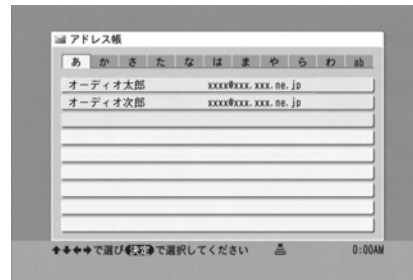 アドレス帳
あ か さ た な は ま や ら わ ab
オーディオ太郎 xxxx@xxx.xxx.ne.jp
オーディオ次郎 xxxx@xxx.xxx.ne.jp
で選び 決定 で選択してください 0:00AM